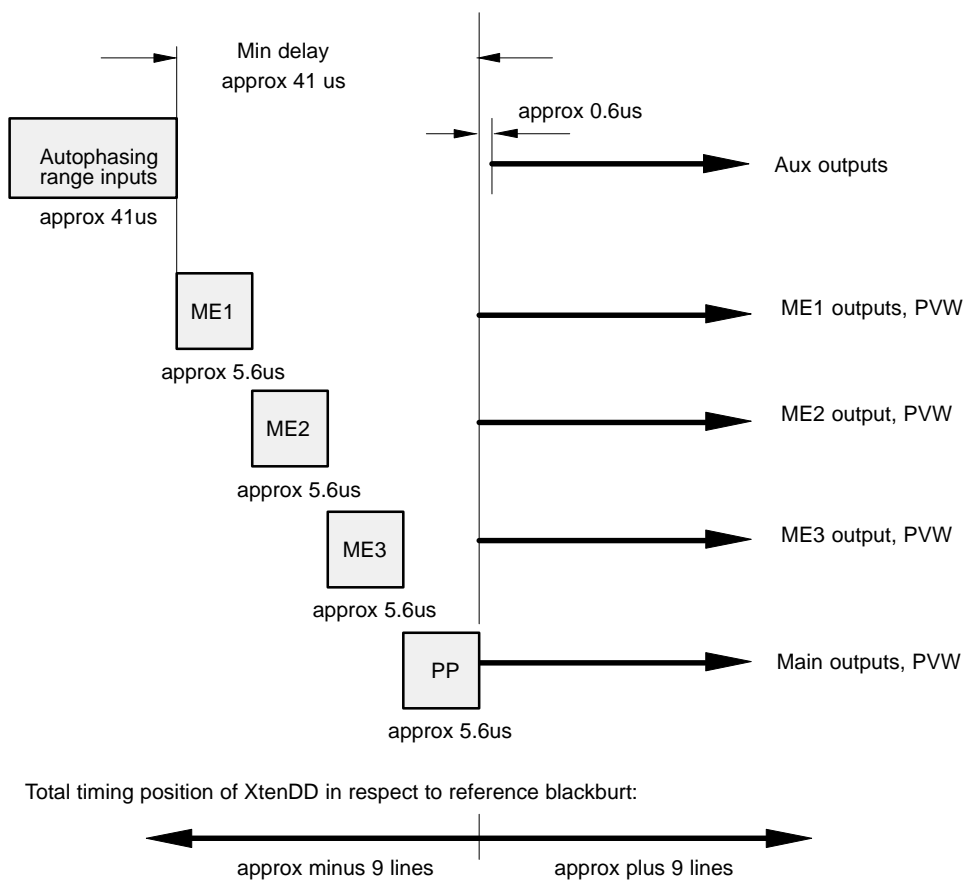 Min delay
approx 41 us
approx 0.6us
Autophasing
range inputs
Aux outputs
approx 41us
ME1
ME1 outputs, PVW
approx 5.6us
ME2
ME2 output, PVW
approx 5.6us
ME3
ME3 output, PVW
approx 5.6us
PP
Main outputs, PVW
approx 5.6us
Total timing position of XtenDD in respect to reference blackburt:
approx minus 9 lines
approx plus 9 lines